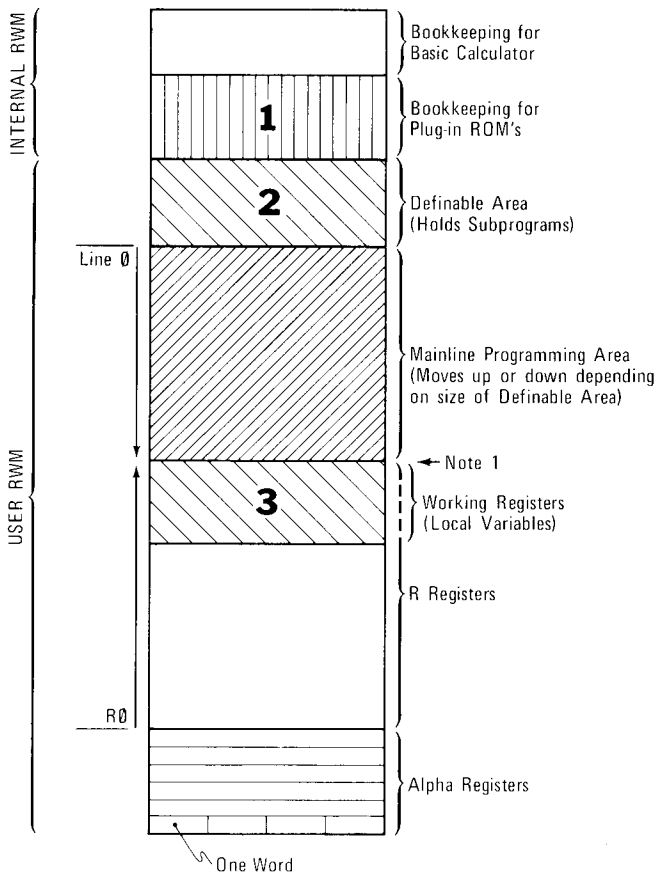 INTERNAL RWM
Bookkeeping for
Basic Calculator
1
Bookkeeping for
Plug-in ROM's
USER RWM
2
Definable Area
(Holds Subprograms)
Line 0
Mainline Programming Area
(Moves up or down depending
on size of Definable Area)
Note 1
3
Working Registers
(Local Variables)
R Registers
R0
Alpha Registers
One Word